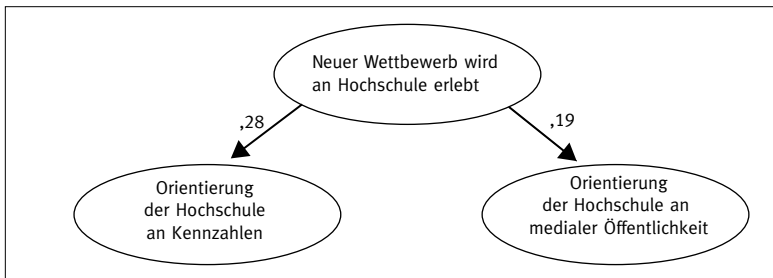 Neuer Wettbewerb wird
an Hochschule erlebt
,28
,19
Orientierung
der Hochschule
an Kennzahlen
Orientierung
der Hochschule an
medialer Öffentlichkeit